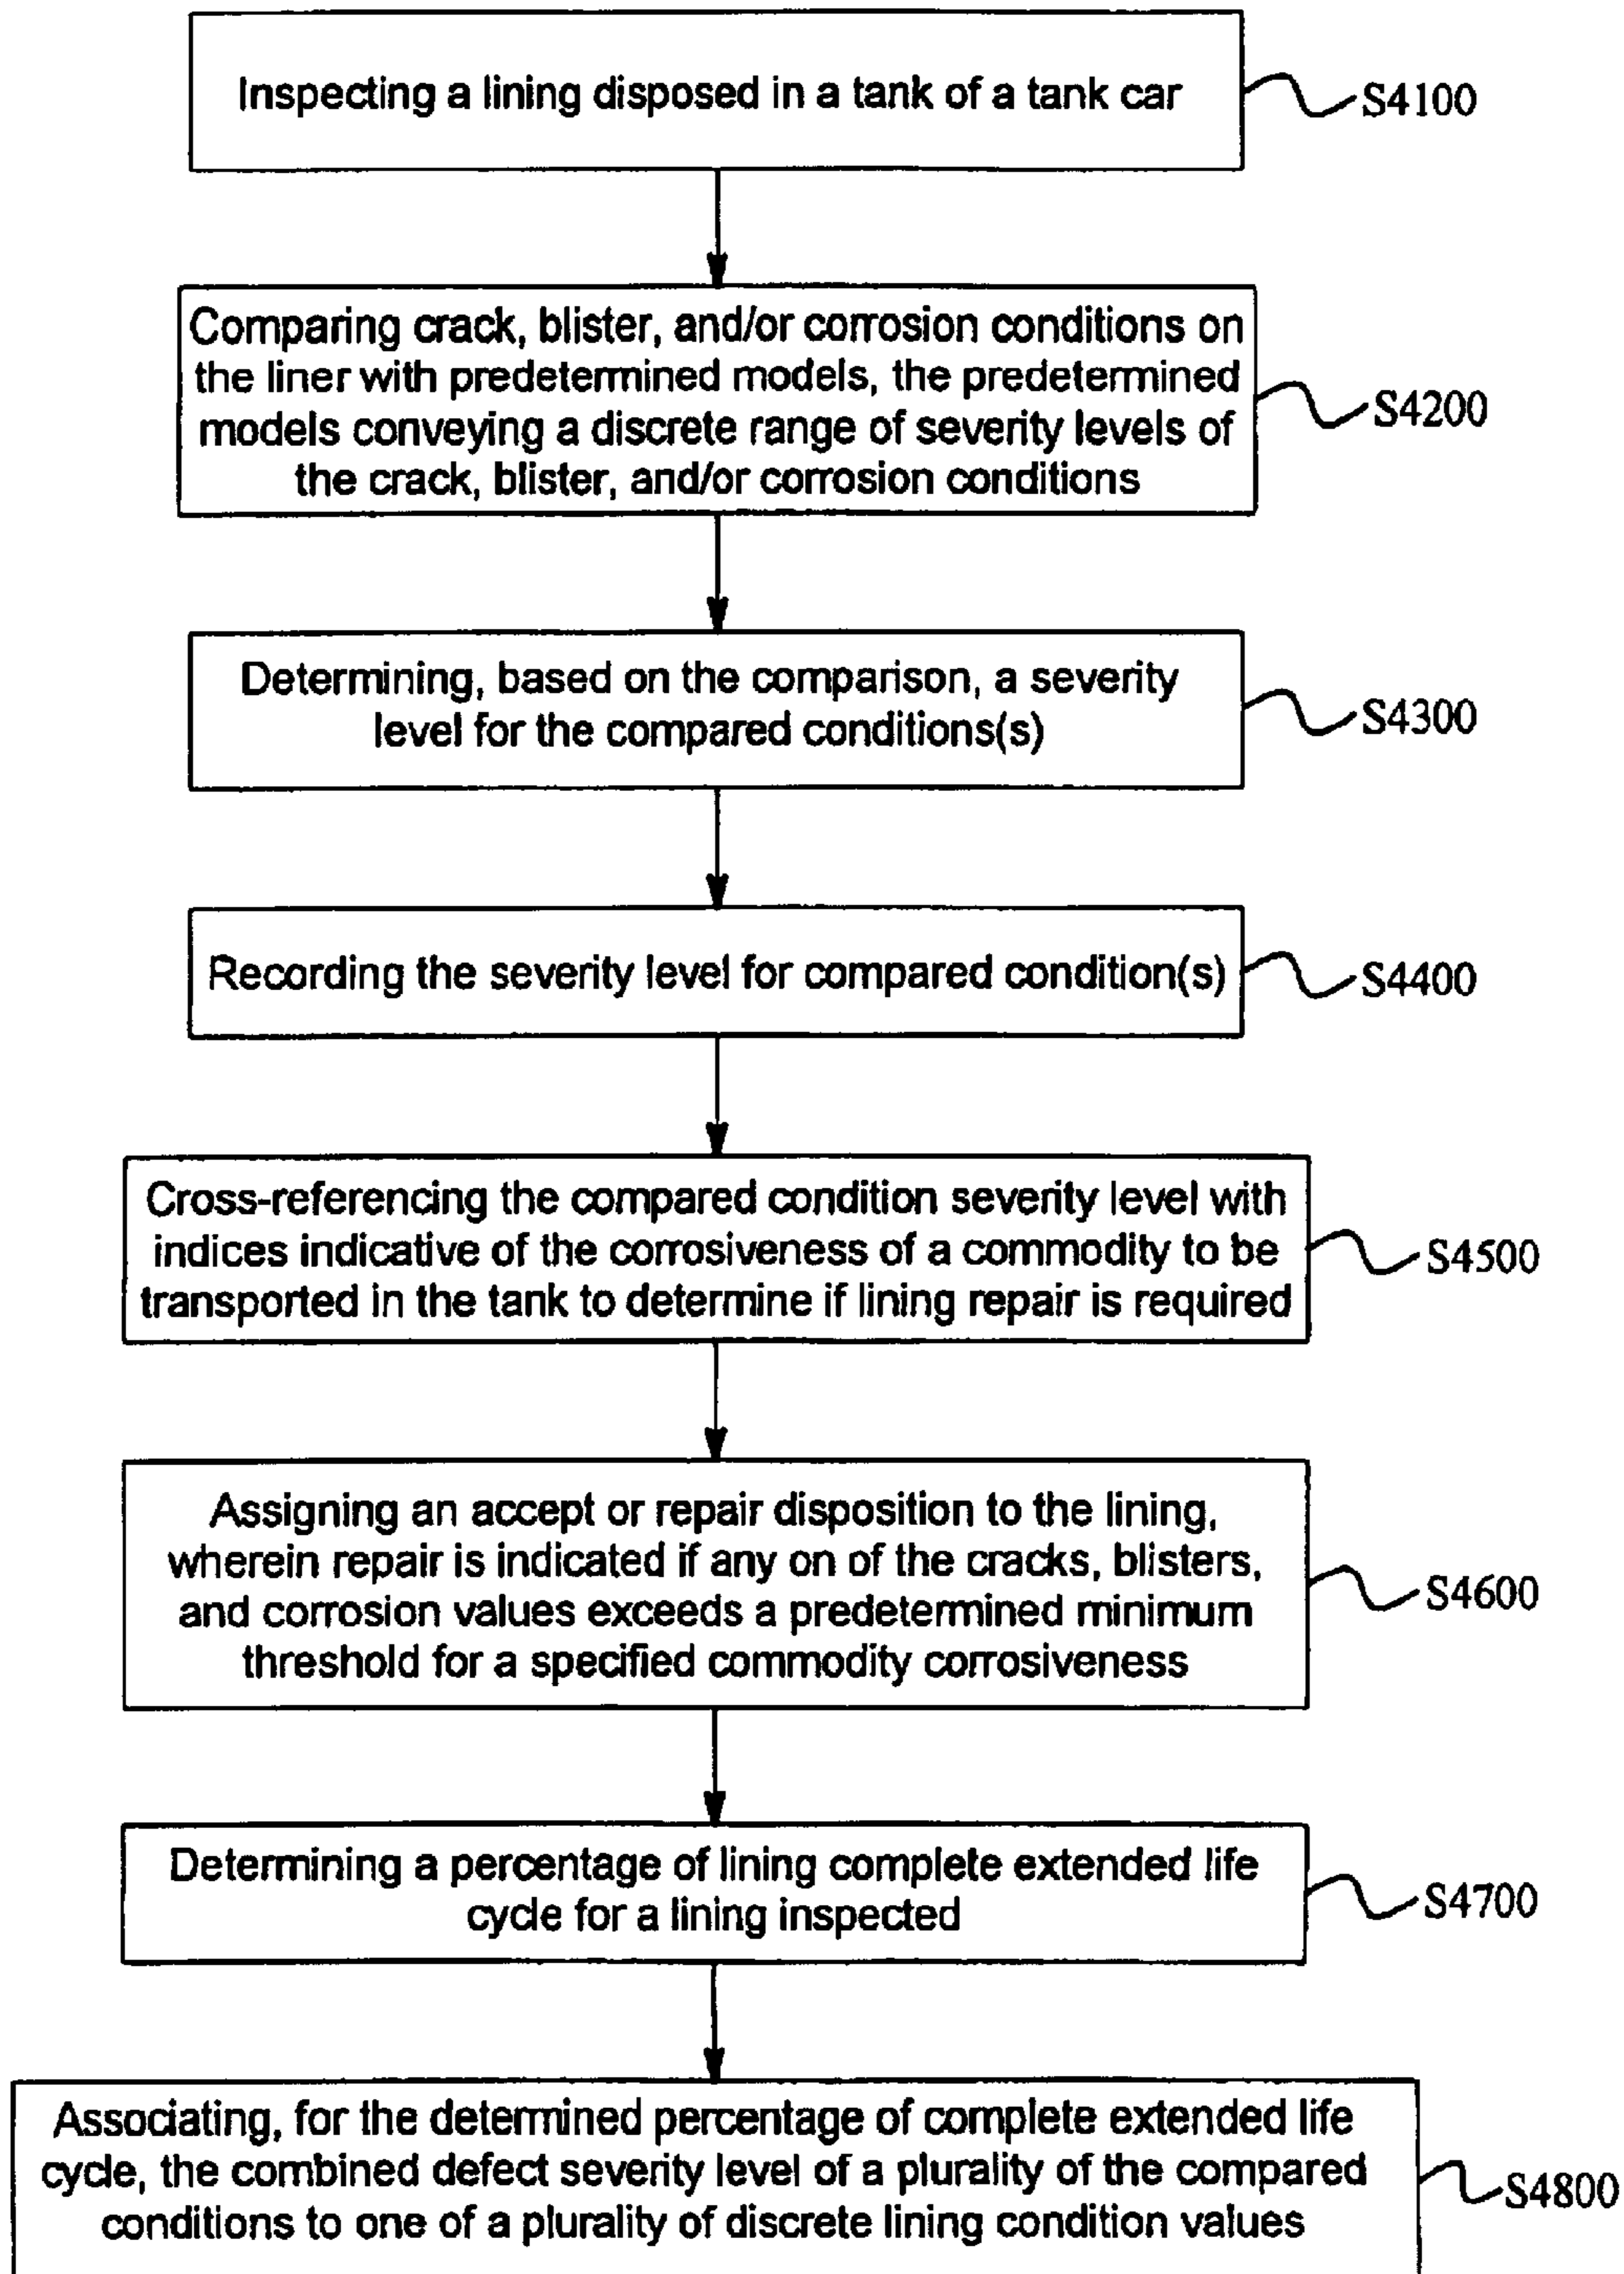 Inspecting a lining disposed in a tank of a tank car
S4100
Comparing crack, blister, and/or corrosion conditions on
the liner with predetermined models, the predetermined
models conveying a discrete range of severity levels of
the crack, blister, and/or corrosion conditions
S4200
Determining, based on the comparison, a severity
level for the compared conditions(s)
S4300
Recording the severity level for compared condition(s)
S4400
Cross-referencing the compared condition severity level with
indices indicative of the corrosiveness of a commodity to be
transported in the tank to determine if lining repair is required
S4500
Assigning an accept or repair disposition to the lining,
wherein repair is indicated if any on of the cracks, blisters,
and corrosion values exceeds a predetermined minimum
threshold for a specified commodity corrosiveness
S4600
Determining a percentage of lining complete extended life
cycle for a lining inspected
S4700
Associating, for the determined percentage of complete extended life
cycle, the combined defect severity level of a plurality of the compared
conditions to one of a plurality of discrete lining condition values
S4800